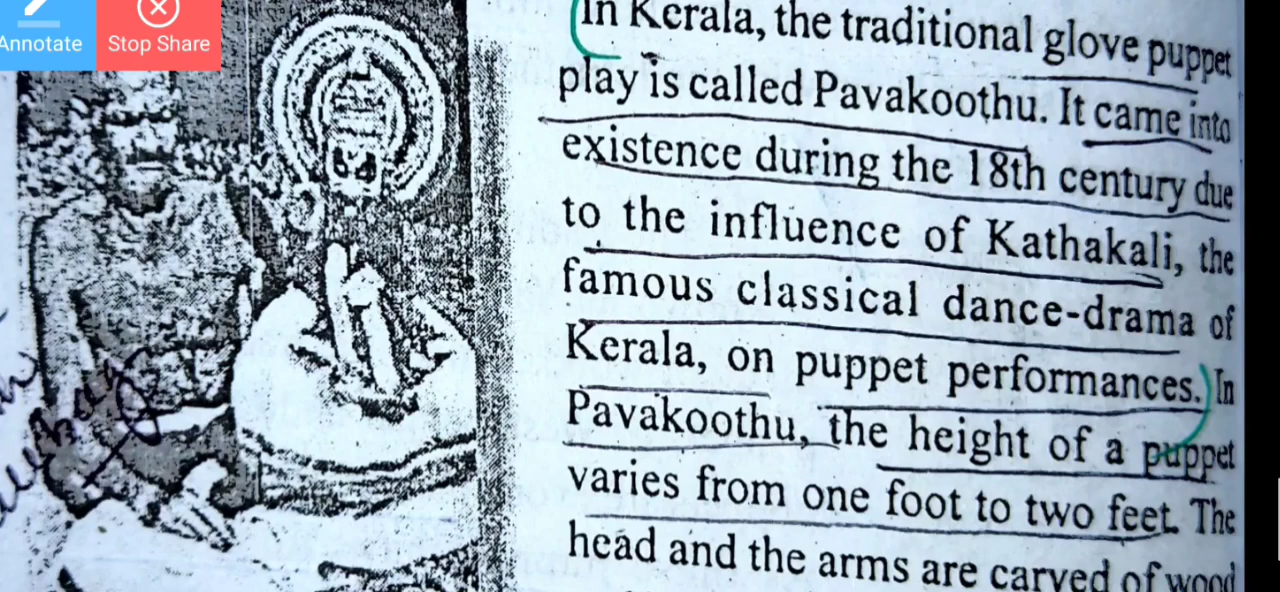 Annotate
Stop Share
In Kerala, the traditional glove puppet
play is called Pavakoothu. It came into
existence during the 18th century due
to the influence of Kathakali, the
famous classical dance-drama of
Kerala, on puppet performances. In
Pavakoothu, the height of a puppet
varies from one foot to two feet. The
head and the arms are carved of wood